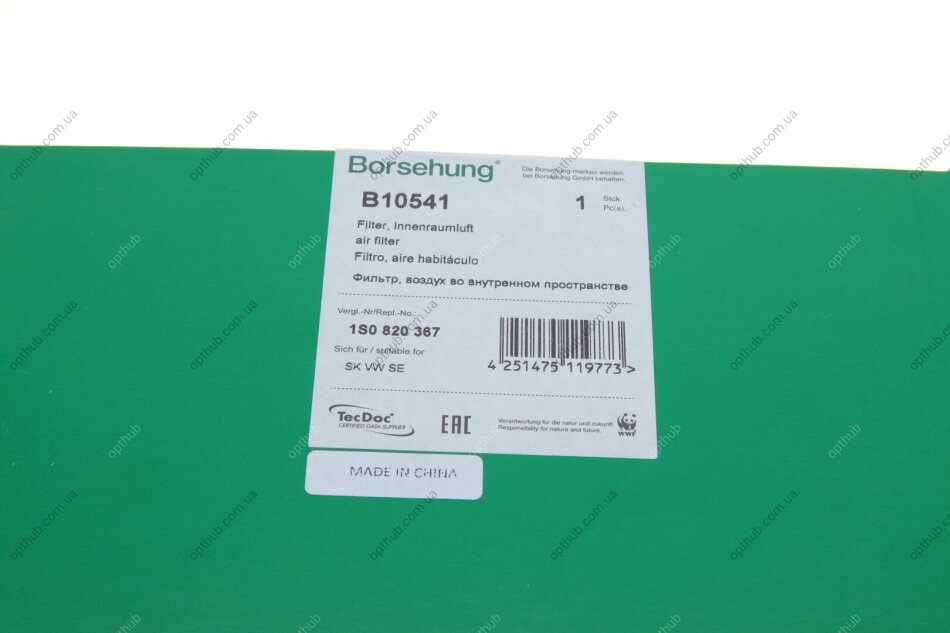 Borsehung®
Die Borsehung-marken werden
bei Borsehung GmbH behalten.
B10541
1 Stck.
Pc(s).
Filter, Innenraumluft
air filter
Filtro, aire habitáculo
Фильтр, воздух во внутренном пространстве
Vergl.-Nr/Repl.-No.:
1S0 820 367
Sich für / suitable for
SK VW SE
4 251475 119773 >
TecDoc®
CERTIFIED DATA SUPPLIER
EAC
Verantwortung für die natur und zukunft.
Responsibility for nature and future.
WWF
MADE IN CHINA
opthub.com.ua